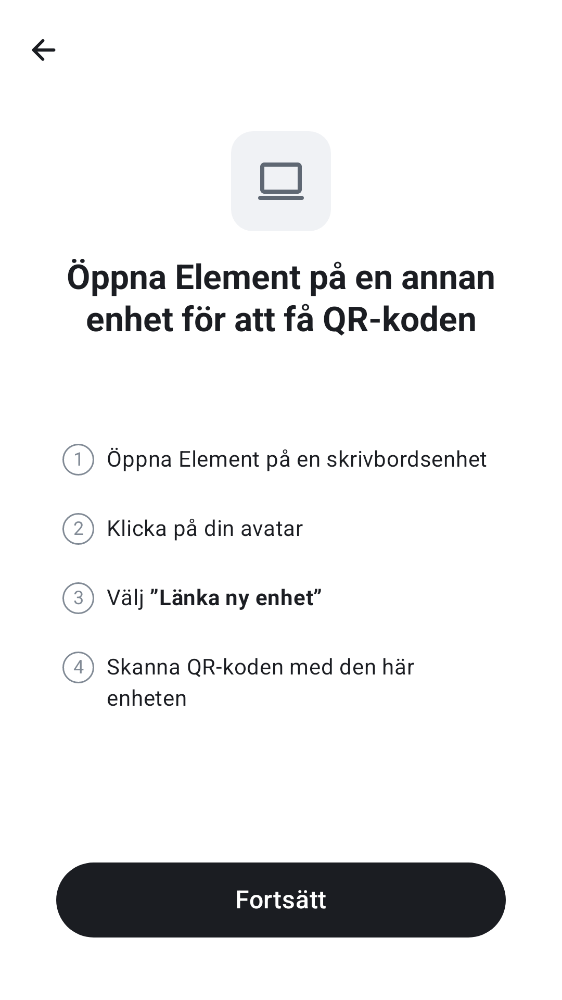 Öppna Element på en annan
enhet för att få QR-koden
1 Öppna Element på en skrivbordsenhet
2 Klicka på din avatar
3 Välj ”Länka ny enhet”
4 Skanna QR-koden med den här
enheten
Fortsätt